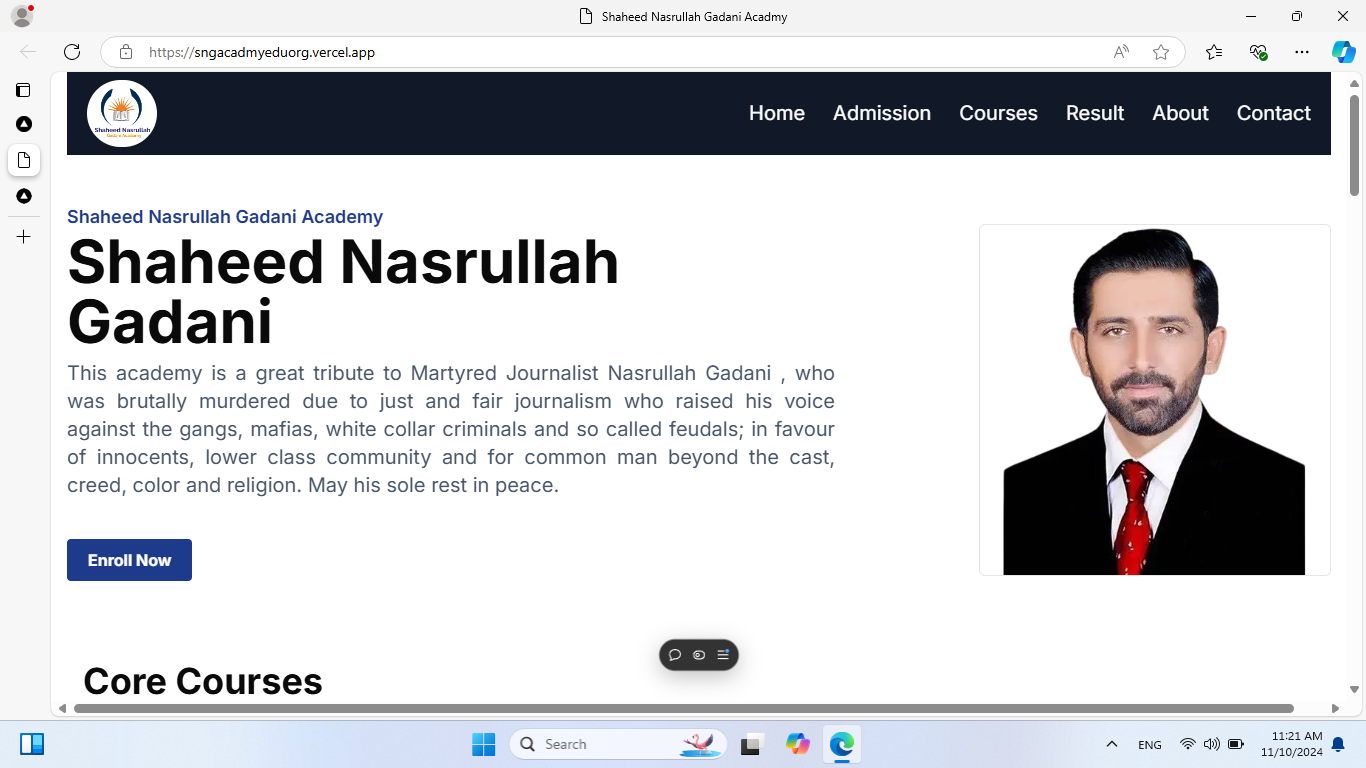 Shaheed Nasrullah Gadani Acadmy
https://sngacadmyeduorg.vercel.app
Shaheed Nasrullah
Gadani Academy
Home Admission Courses Result About Contact
Shaheed Nasrullah Gadani Academy
Shaheed Nasrullah
Gadani
This academy is a great tribute to Martyred Journalist Nasrullah Gadani , who
was brutally murdered due to just and fair journalism who raised his voice
against the gangs, mafias, white collar criminals and so called feudals; in favour
of innocents, lower class community and for common man beyond the cast,
creed, color and religion. May his sole rest in peace.
Enroll Now
Core Courses
Search
ENG
11:21 AM
11/10/2024